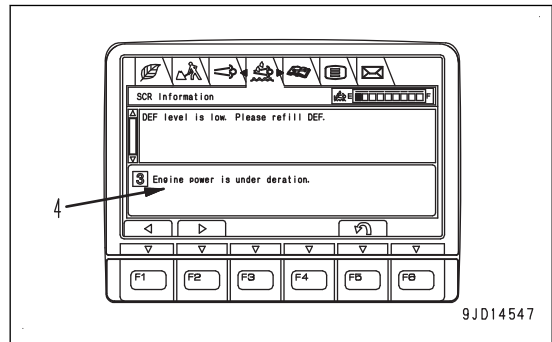 SCR Information
E F
DEF level is low. Please refill DEF.
3 Engine power is under deration.
4
F1 F2 F3 F4 F5 F6
9JD14547